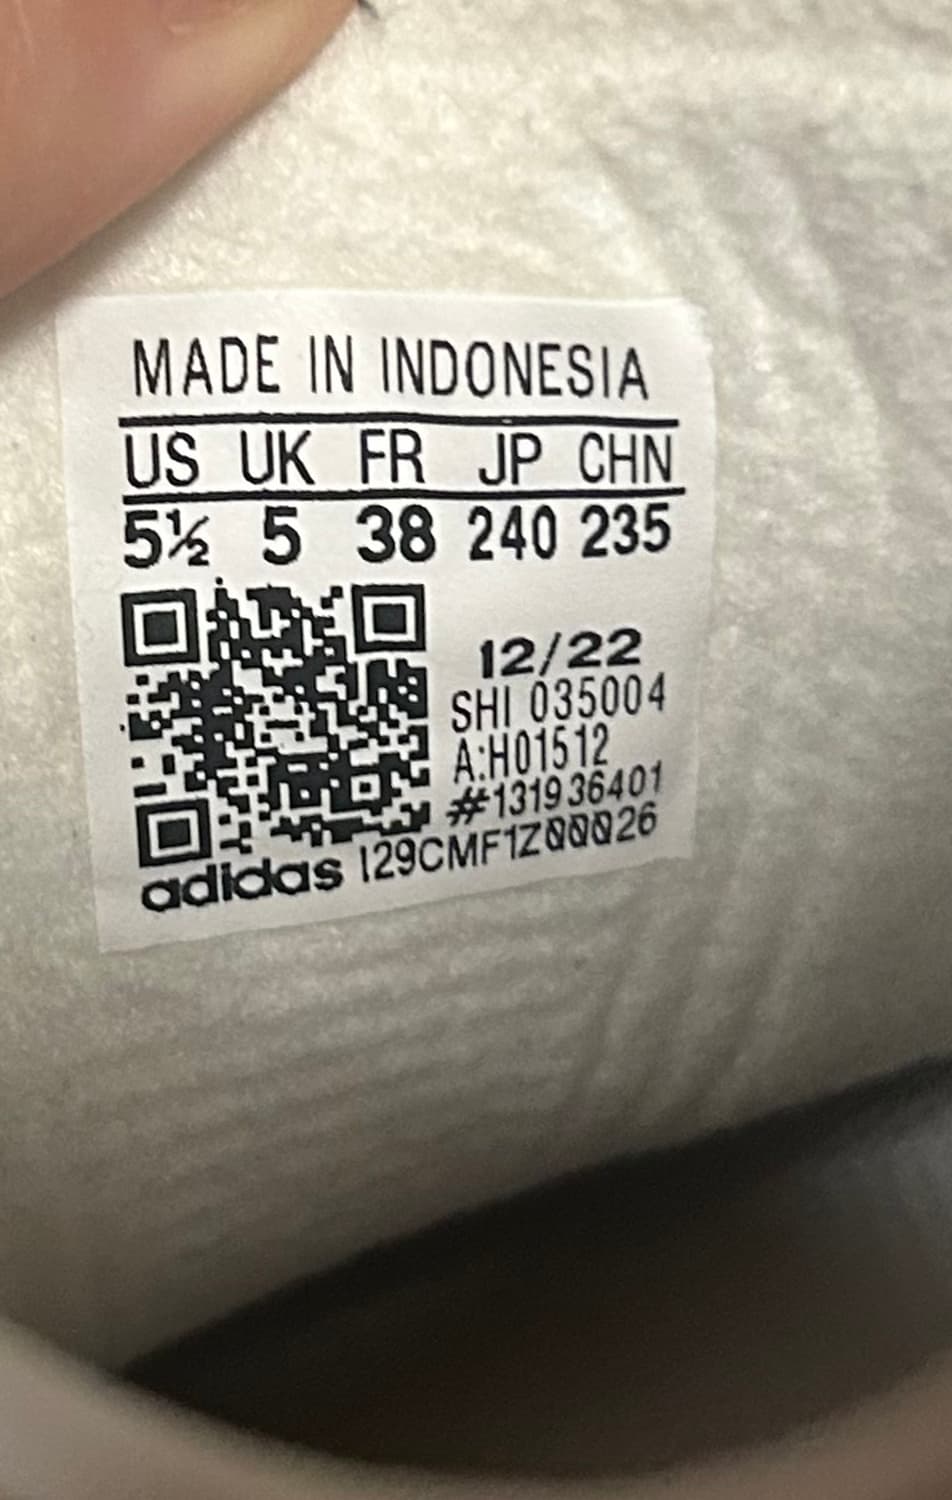 MADE IN INDONESIA
US UK FR JP CHN
5½ 5 38 240 235
12/22
SHI 035004
A:H01512
#131936401
adidas 129CMF1Z000026